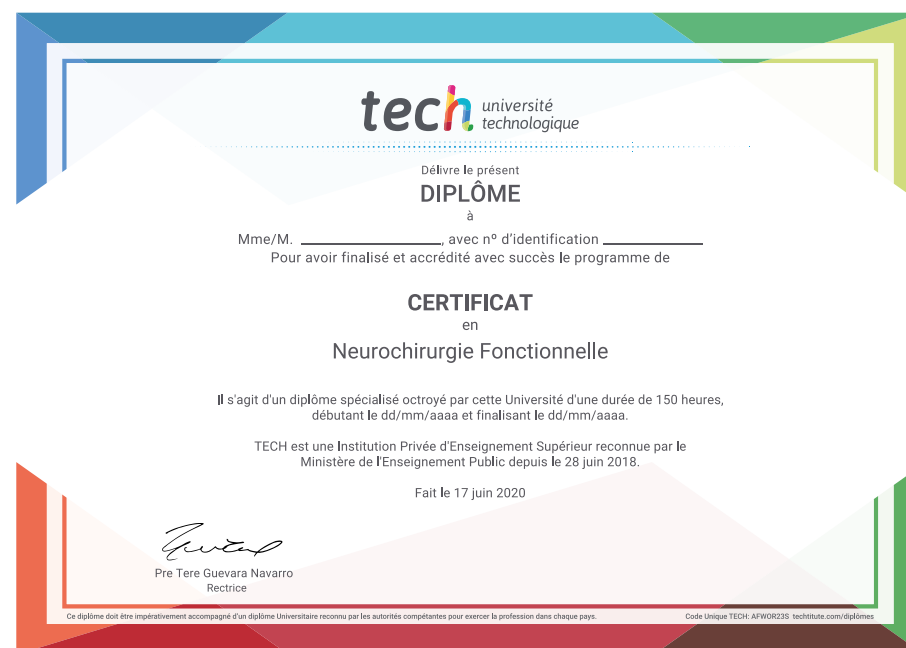 tech université
technologique
Délivre le présent
DIPLÔME
à
Mme/M. ____________________, avec nº d'identification ______________
Pour avoir finalisé et accrédité avec succès le programme de
CERTIFICAT
en
Neurochirurgie Fonctionnelle
Il s'agit d'un diplôme spécialisé octroyé par cette Université d'une durée de 150 heures,
débutant le dd/mm/aaaa et finalisant le dd/mm/aaaa.
TECH est une Institution Privée d'Enseignement Supérieur reconnue par le
Ministère de l'Enseignement Public depuis le 28 juin 2018.
Fait le 17 juin 2020
Pre Tere Guevara Navarro
Rectrice
Ce diplôme doit être impérativement accompagné d'un diplôme Universitaire reconnu par les autorités compétantes pour exercer la profession dans chaque pays.
Code Unique TECH: AFWOR23S techtitute.com/diplômes